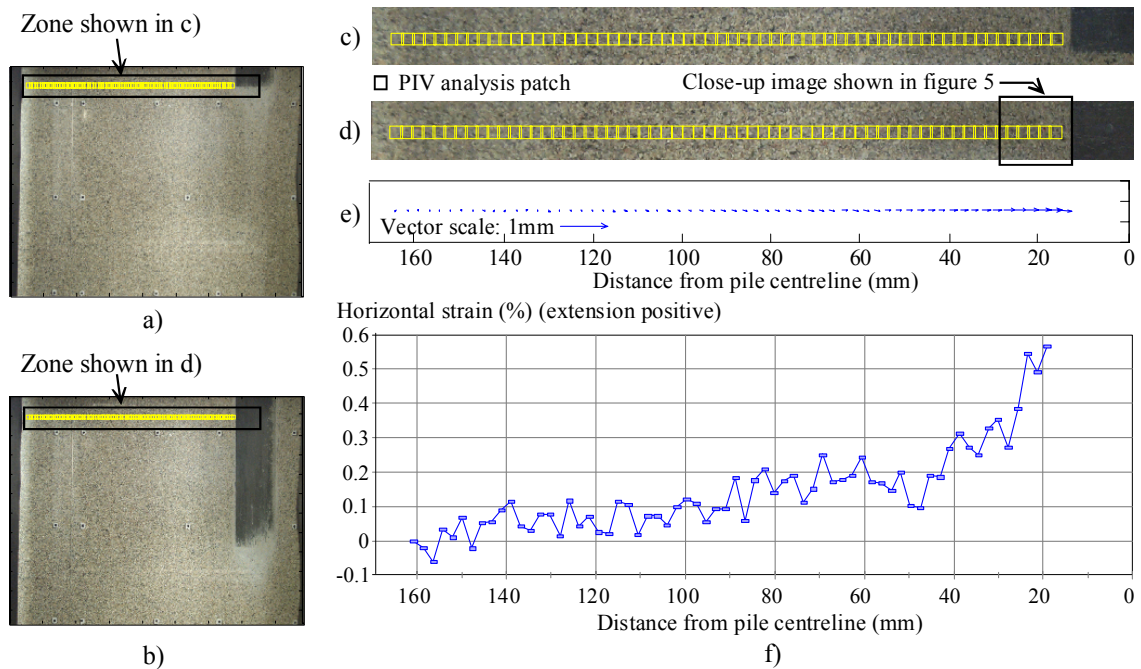 Zone shown in c)
a)
Zone shown in d)
b)
c)
PIV analysis patch
Close-up image shown in figure 5
d)
e)
Vector scale: 1mm
160 140 120 100 80 60 40 20 0
Distance from pile centreline (mm)
Horizontal strain (%) (extension positive)
0.6
0.5
0.4
0.3
0.2
0.1
0
-0.1
160 140 120 100 80 60 40 20 0
Distance from pile centreline (mm)
f)